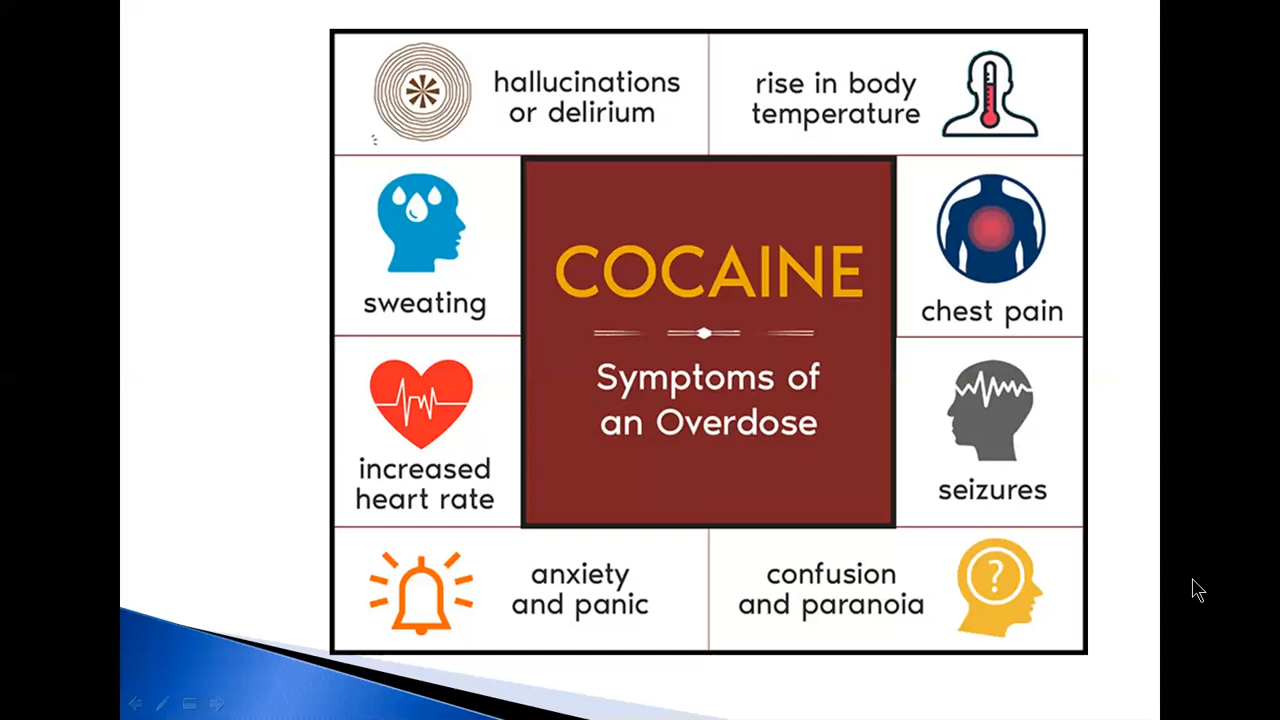 hallucinations
or delirium
rise in body
temperature
sweating
COCAINE
Symptoms of
an Overdose
chest pain
increased
heart rate
seizures
anxiety
and panic
confusion
and paranoia
?